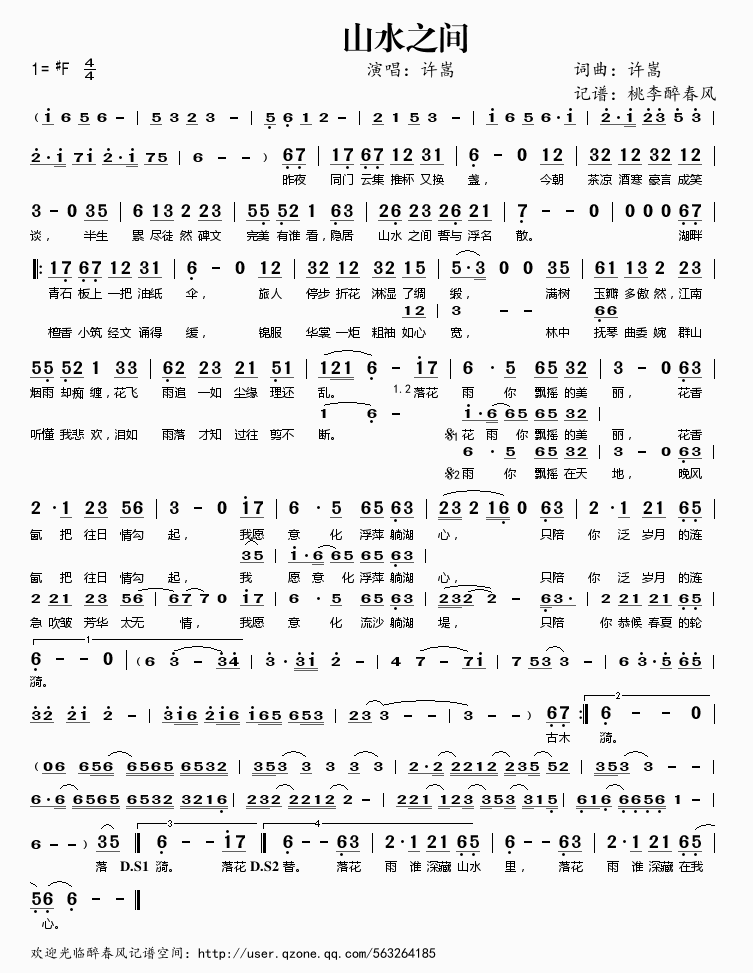 山水之间
1= ♯F 4/4 演唱：许嵩 词曲：许嵩
记谱：桃李醉春风
( i 6 5 6 - | 5 3 2 3 - | 5 6 1 2 - | 2 1 5 3 - | i 6 5 6 · i | 2 · i 2 3 5 3 |
2 · i 7 i 2 · i 7 5 | 6 - - ) 6 7 | 1 7 6 7 1 2 3 1 | 6 - 0 1 2 | 3 2 1 2 3 2 1 2 |
昨夜 同门 云集 推杯 又换 盏， 今朝 茶凉 酒寒 豪言 成笑
3 - 0 3 5 | 6 1 3 2 2 3 | 5 5 5 2 1 6 3 | 2 6 2 3 2 6 2 1 | 7 - - 0 | 0 0 0 6 7 |
谈， 半生 累 尽徒 然 碑文 完美 有谁 看，隐居 山水 之间 誓与 浮名 散。 湖畔
‖: 1 7 6 7 1 2 3 1 | 6 - 0 1 2 | 3 2 1 2 3 2 1 5 | 5 · 3 0 0 3 5 | 6 1 1 3 2 2 3 |
青石 板上 一把 油纸 伞， 旅人 停步 折花 淋湿 了绸 缎， 满树 玉瓣 多傲 然，江南
1 2 | 3 - - 6 6
檀香 小筑 经文 诵得 缓， 锦服 华裳 一炬 粗袖 如心 宽， 林中 抚琴 曲委 婉 群山
5 5 5 2 1 3 3 | 6 2 2 3 2 1 5 1 | 1 2 1 6 - i 7 | 6 · 5 6 5 3 2 | 3 - 0 6 3 |
烟雨 却痴 缠，花飞 雨追 一如 尘缘 理还 乱。 1.2 落花 雨 你 飘摇 的美 丽， 花香
1 6 - i · 6 6 5 6 5 3 2 |
听懂 我悲 欢，泪如 雨落 才知 过往 剪不 断。 𝄋1 花 雨 你 飘摇 的美 丽， 花香
6 · 5 6 5 3 2 | 3 - 0 6 3 |
𝄋2 雨 你 飘摇 在天 地， 晚风
2 · 1 2 3 5 6 | 3 - 0 i 7 | 6 · 5 6 5 6 3 | 2 3 2 1 6 0 6 3 | 2 · 1 2 1 6 5 |
氤 把 往日 情勾 起， 我愿 意 化 浮萍 躺湖 心， 只陪 你 泛 岁月 的涟
3 5 | i · 6 6 5 6 5 6 3 |
氤 把 往日 情勾 起， 我 愿 意 化 浮萍 躺湖 心， 只陪 你 泛 岁月 的涟
2 2 1 2 3 5 6 | 6 7 7 0 i 7 | 6 · 5 6 5 6 3 | 2 3 2 2 - 6 3 · | 2 1 2 1 2 1 6 5 |
急 吹皱 芳华 太无 情， 我愿 意 化 流沙 躺湖 堤， 只陪 你 恭候 春夏 的轮
1
6 - - 0 | ( 6 3 - 3 4 | 3 · 3 i 2 - | 4 7 - 7 i | 7 5 3 3 - | 6 3 · 5 6 5 |
漪。
3 2 2 i 2 - | 3 i 6 2 i 6 i 6 5 6 5 3 | 2 3 3 - - | 3 - - ) 6 7 :‖ 2 6 - - 0 |
古木 漪。
( 0 6 6 5 6 6 5 6 5 6 5 3 2 | 3 5 3 3 3 3 | 2 · 2 2 2 1 2 2 3 5 5 2 | 3 5 3 3 - - |
6 · 6 6 5 6 5 6 5 3 2 3 2 1 6 | 2 3 2 2 2 1 2 2 - | 2 2 1 1 2 3 3 5 3 3 1 5 | 6 1 6 6 6 5 6 1 - |
6 - - ) 3 5 ‖ 3 6 - - i 7 ‖ 4 6 - - 6 3 | 2 · 1 2 1 6 5 | 6 - - 6 3 | 2 · 1 2 1 6 5 |
落 D.S1 漪。 落花 D.S2 昔。 落花 雨 谁 深藏 山水 里， 落花 雨 谁 深藏 在我
5 6 6 - - ‖
心。
欢迎光临醉春风记谱空间：http://user.qzone.qq.com/563264185